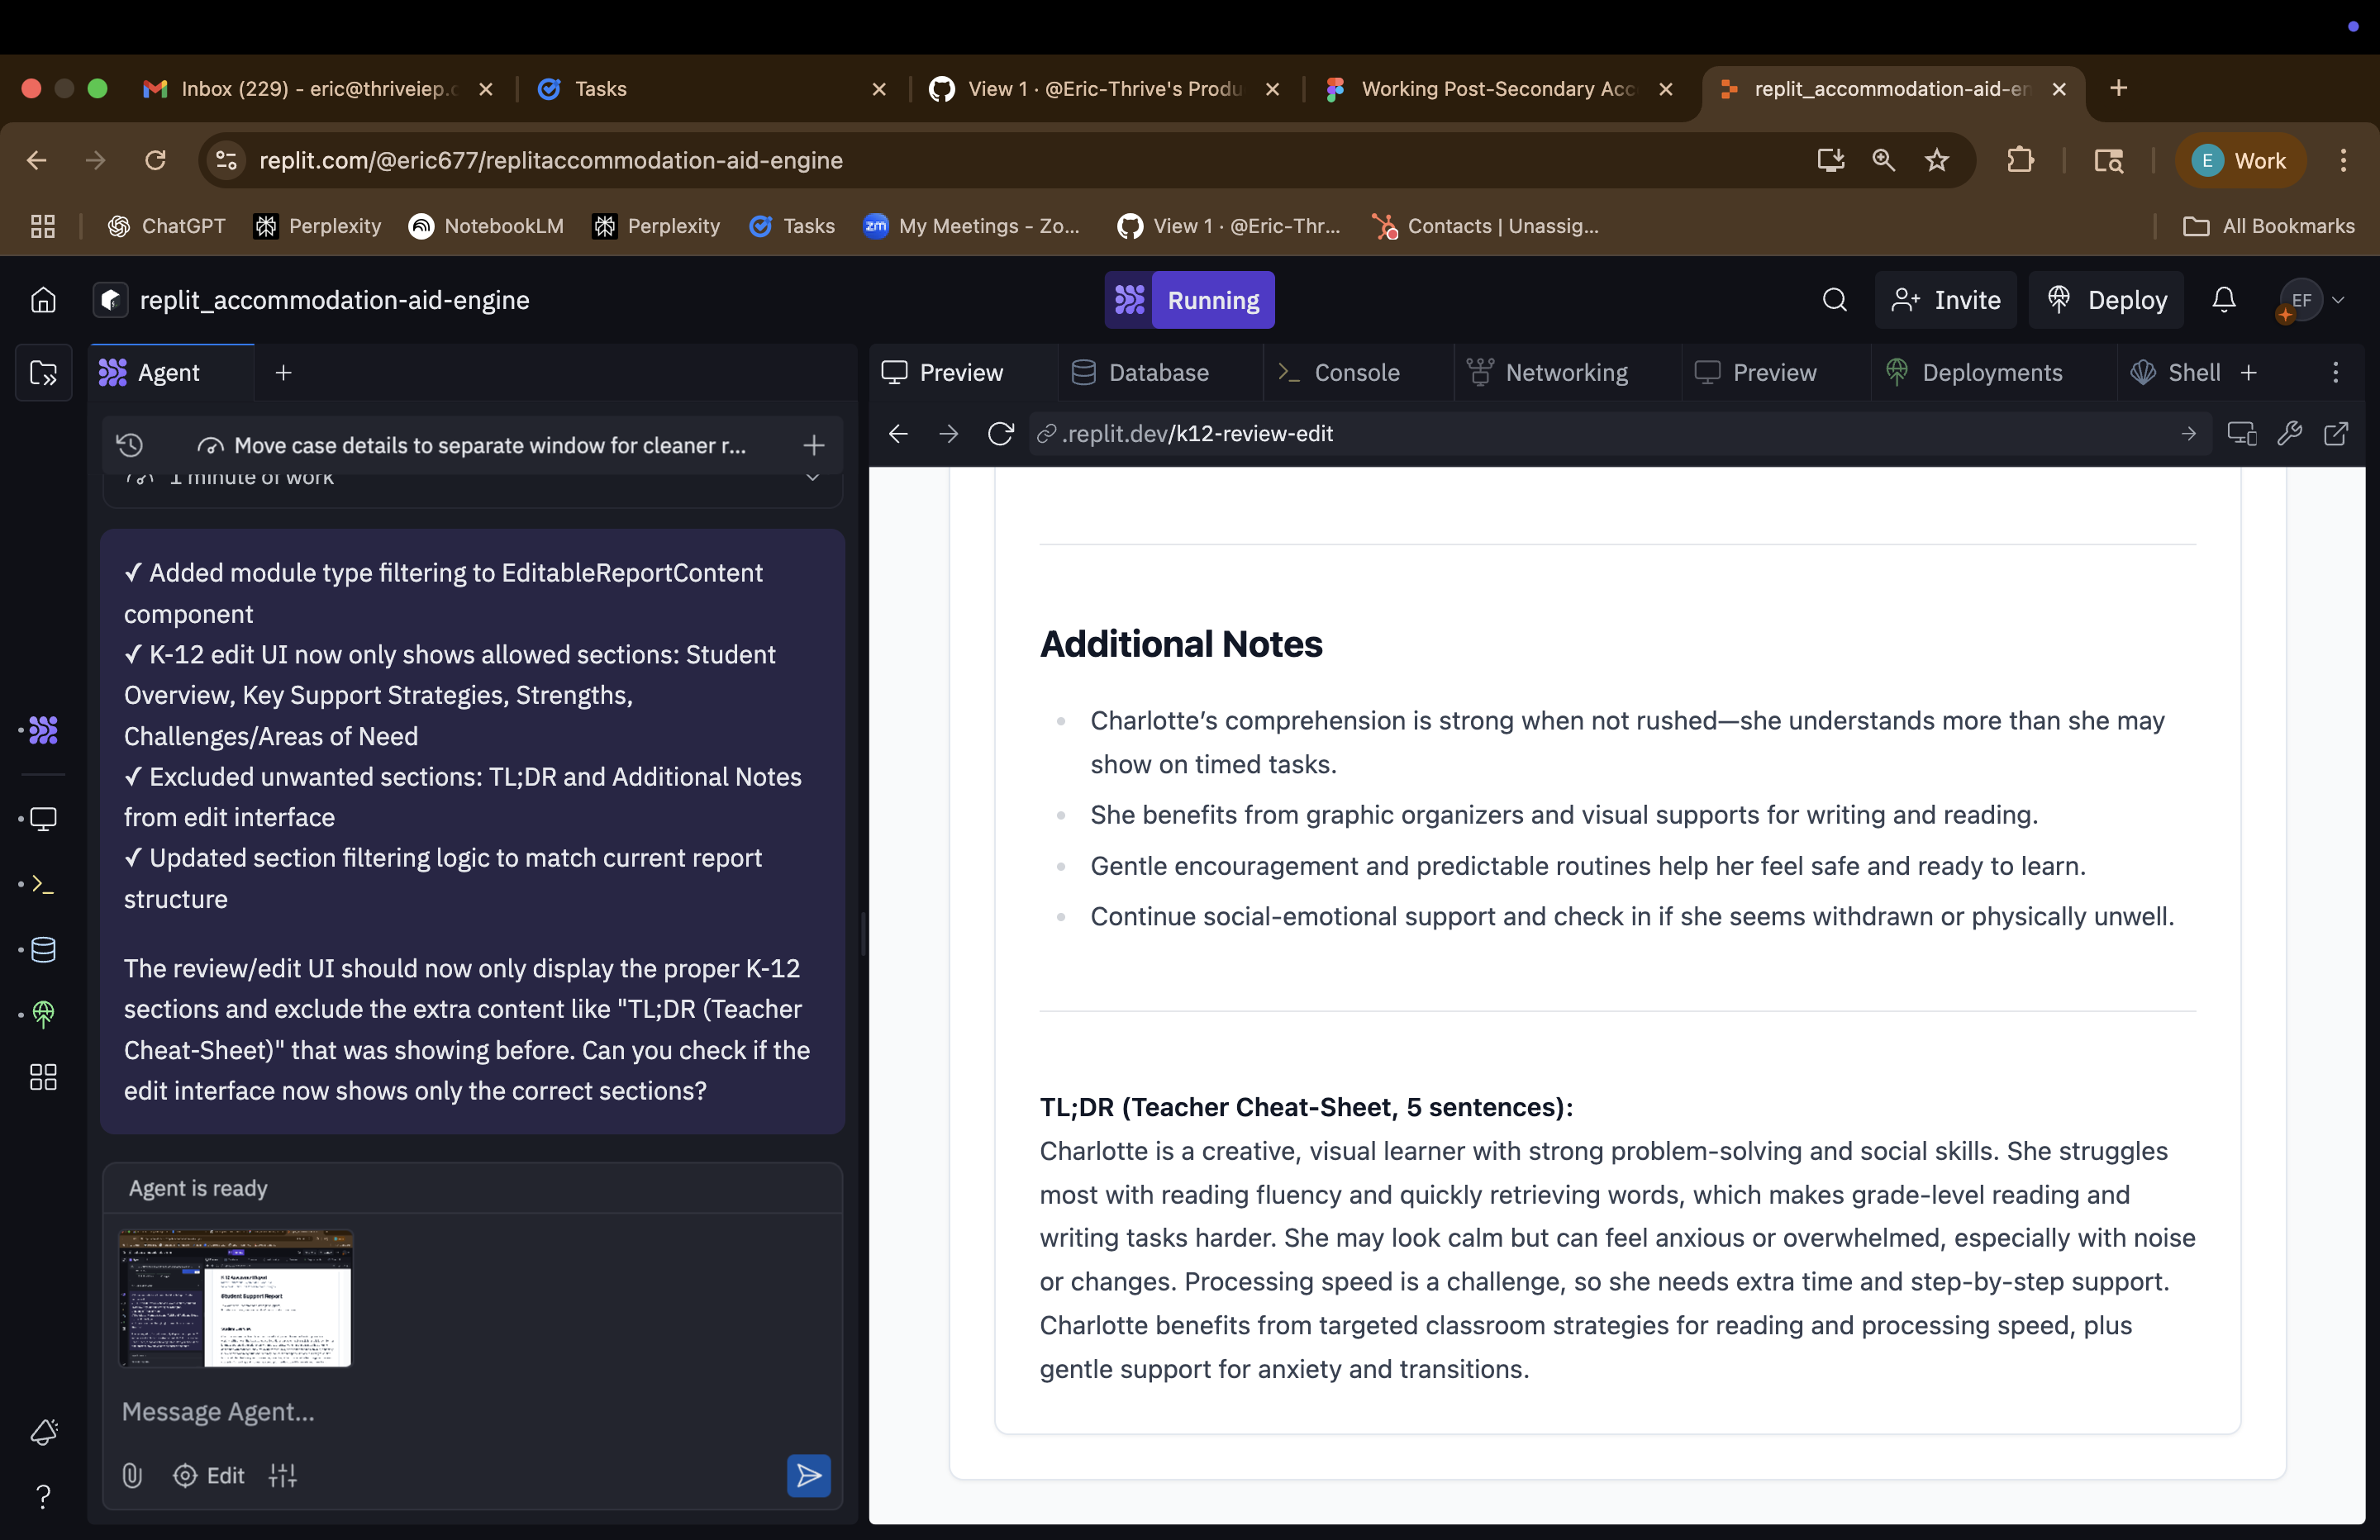 Inbox (229) - eric@thriveiep.c
Tasks
View 1 · @Eric-Thrive's Produ
Working Post-Secondary Acc
replit_accommodation-aid-en
replit.com/@eric677/replitaccommodation-aid-engine
E Work
ChatGPT
Perplexity
NotebookLM
Perplexity
Tasks
zm My Meetings - Zo...
View 1 · @Eric-Thr...
Contacts | Unassig...
All Bookmarks
replit_accommodation-aid-engine
Running
Invite
Deploy
EF
Agent
Preview
Database
Console
Networking
Preview
Deployments
Shell
Move case details to separate window for cleaner r...
.replit.dev/k12-review-edit
1 minute of work
✓ Added module type filtering to EditableReportContent
component
✓ K-12 edit UI now only shows allowed sections: Student
Overview, Key Support Strategies, Strengths,
Challenges/Areas of Need
✓ Excluded unwanted sections: TL;DR and Additional Notes
from edit interface
✓ Updated section filtering logic to match current report
structure
The review/edit UI should now only display the proper K-12
sections and exclude the extra content like "TL;DR (Teacher
Cheat-Sheet)" that was showing before. Can you check if the
edit interface now shows only the correct sections?
Agent is ready
Student Support Report
Message Agent...
Edit
Additional Notes
• Charlotte’s comprehension is strong when not rushed—she understands more than she may
show on timed tasks.
• She benefits from graphic organizers and visual supports for writing and reading.
• Gentle encouragement and predictable routines help her feel safe and ready to learn.
• Continue social-emotional support and check in if she seems withdrawn or physically unwell.
TL;DR (Teacher Cheat-Sheet, 5 sentences):
Charlotte is a creative, visual learner with strong problem-solving and social skills. She struggles
most with reading fluency and quickly retrieving words, which makes grade-level reading and
writing tasks harder. She may look calm but can feel anxious or overwhelmed, especially with noise
or changes. Processing speed is a challenge, so she needs extra time and step-by-step support.
Charlotte benefits from targeted classroom strategies for reading and processing speed, plus
gentle support for anxiety and transitions.